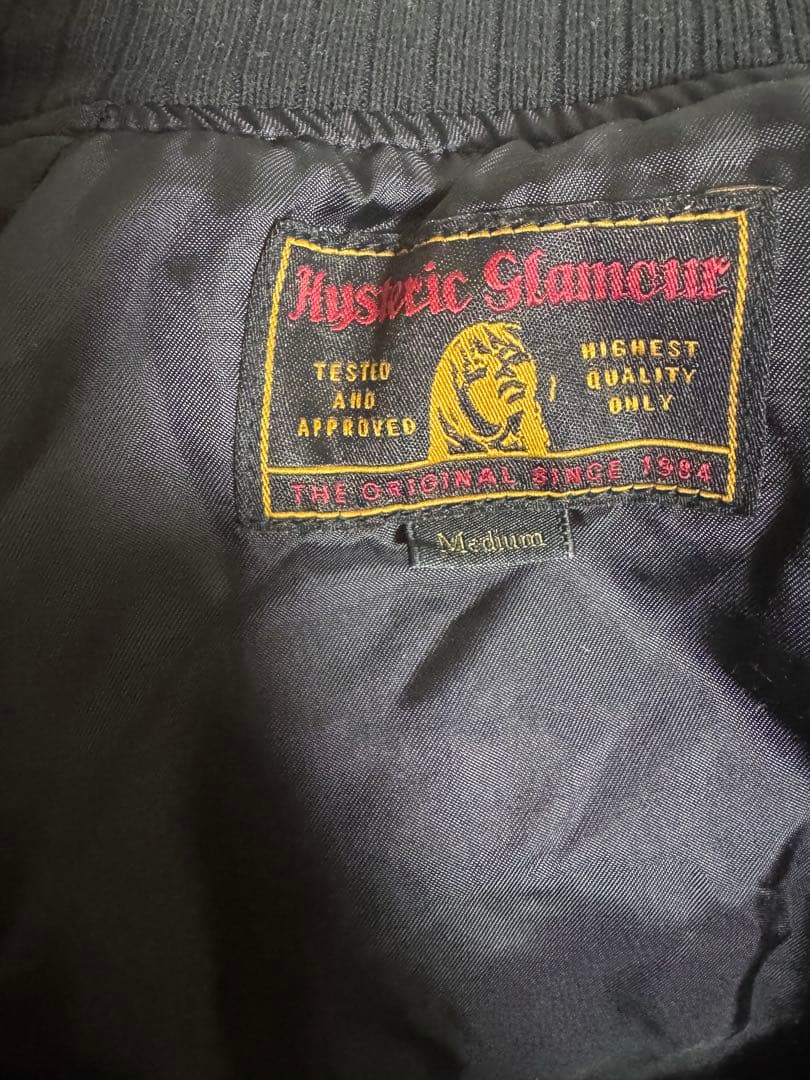 Hysteric Glamour
TESTED
AND
APPROVED
HIGHEST
QUALITY
ONLY
THE ORIGINAL SINCE 1984
Medium